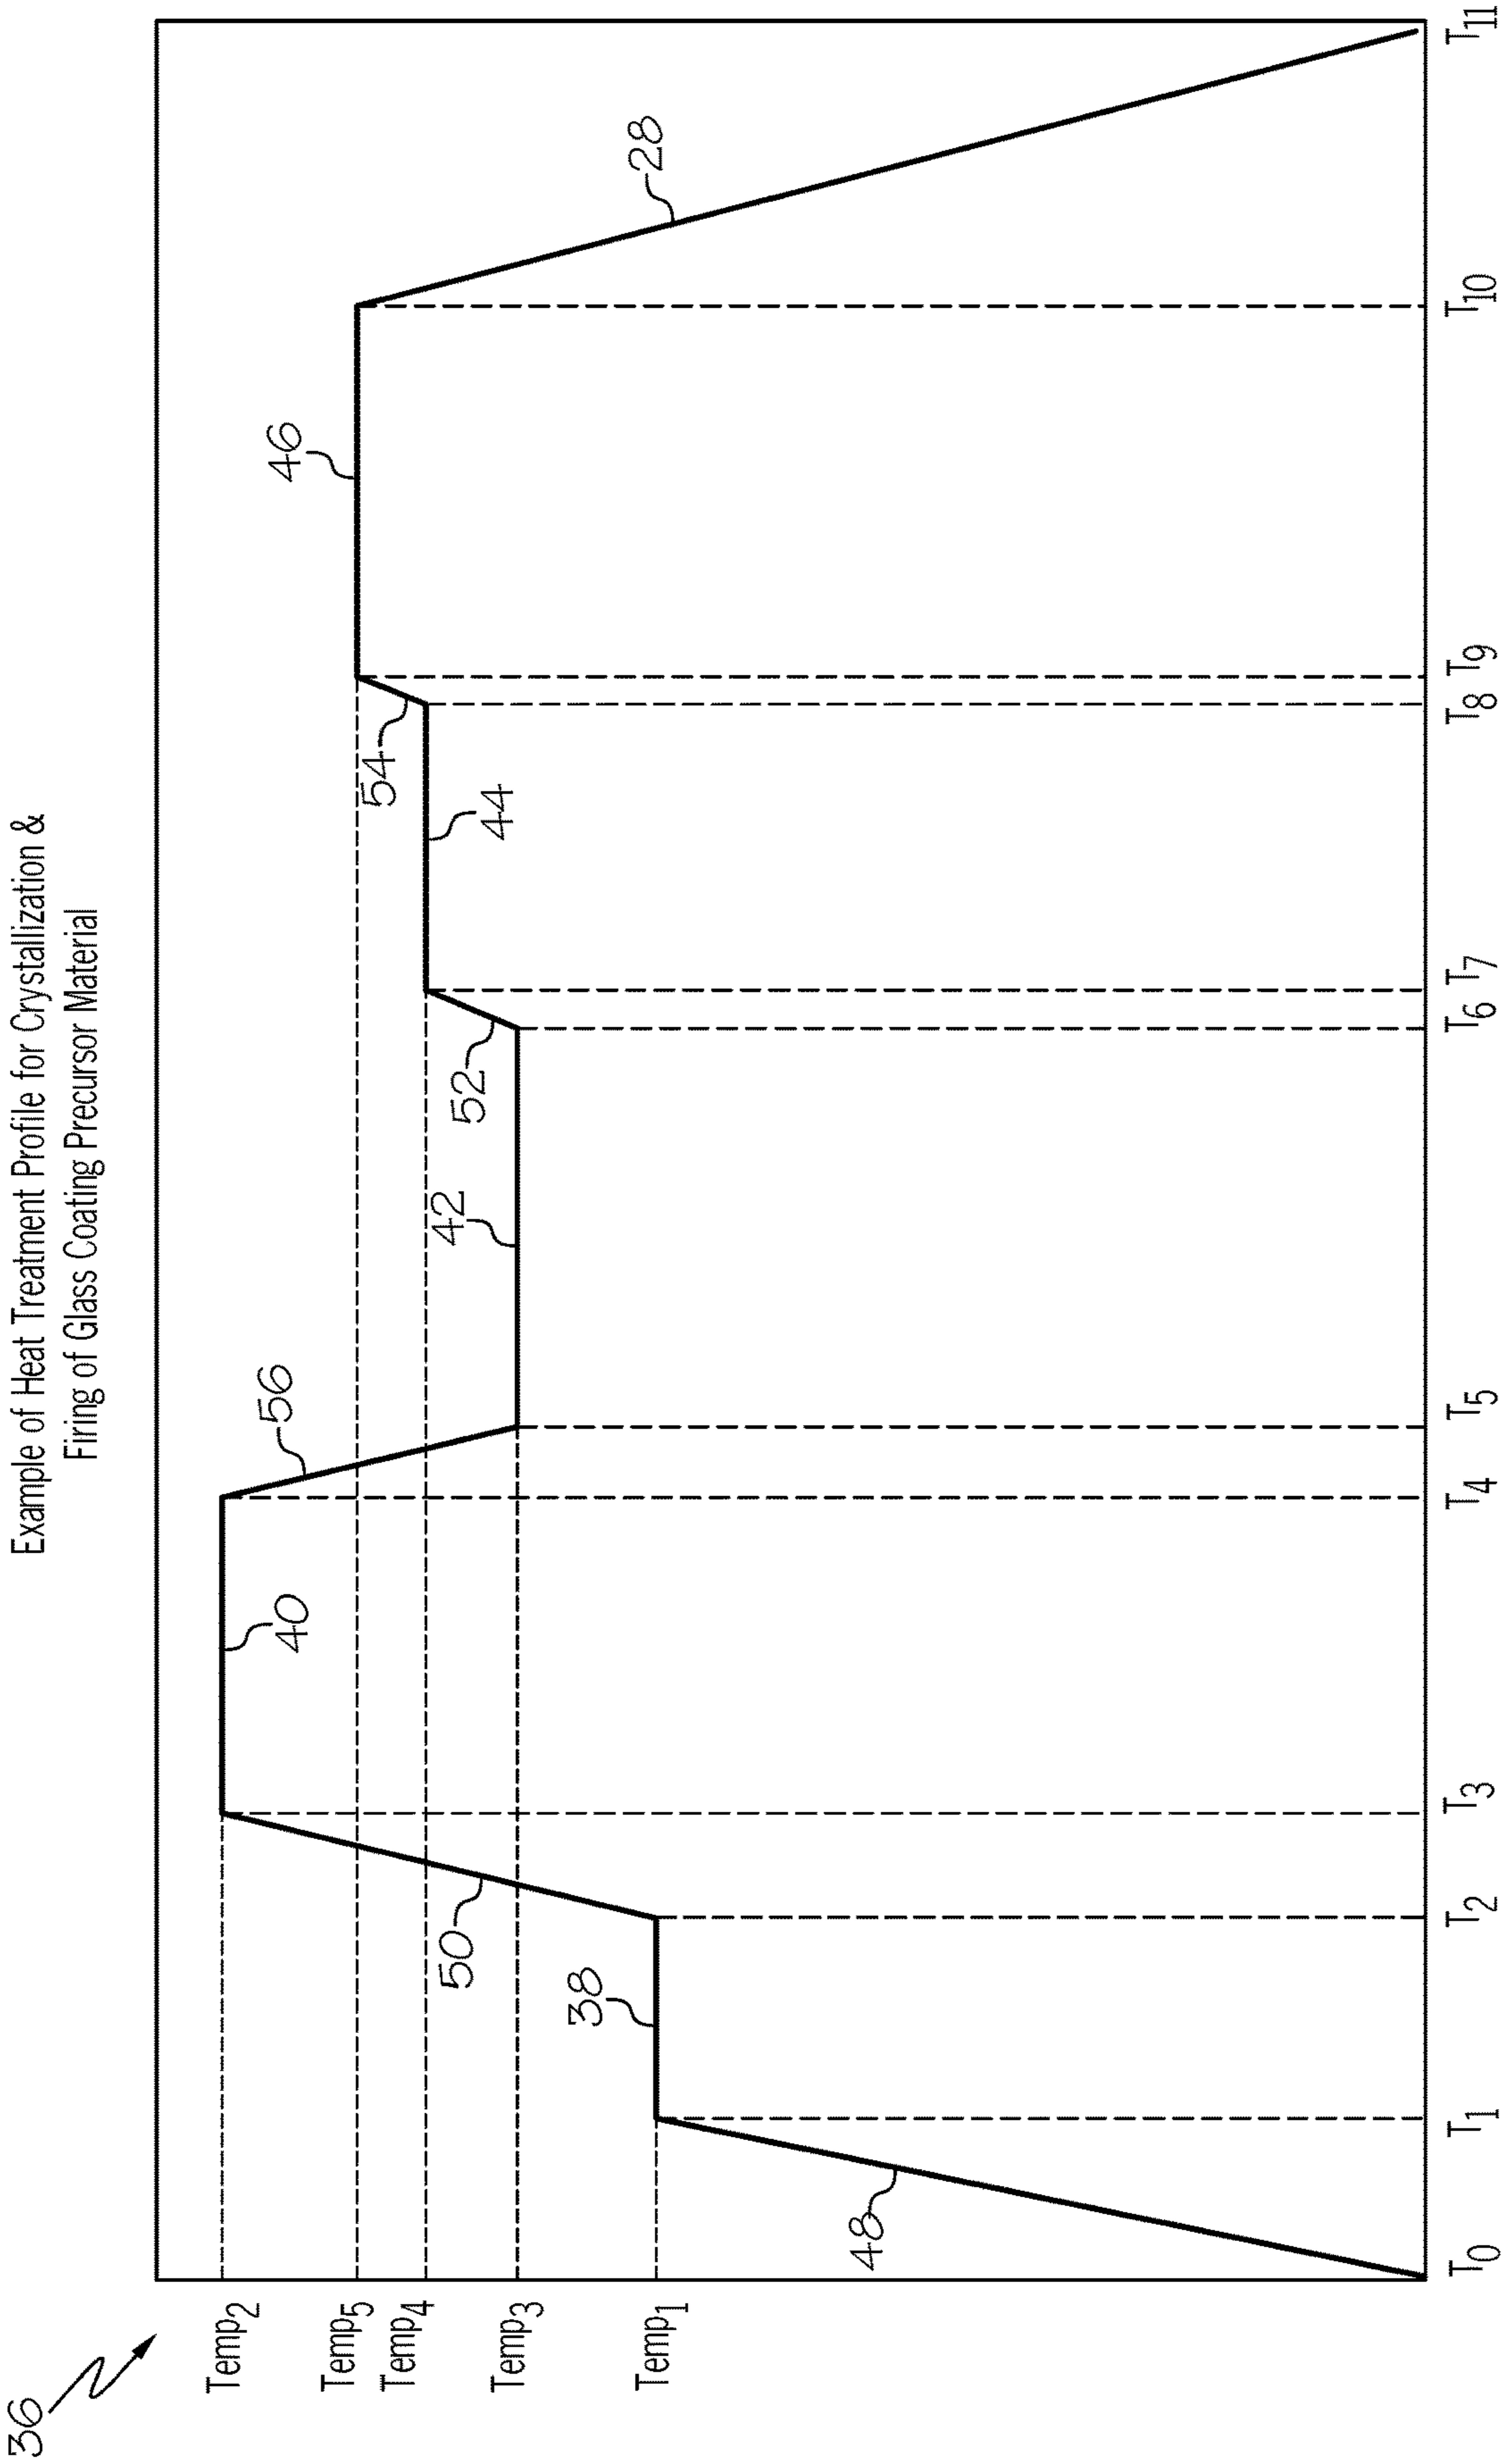 Example of Heat Treatment Profile for Crystallization &
Firing of Glass Coating Precursor Material
36
Temp2
Temp5
Temp4
Temp3
Temp1
48
38
50
40
56
42
52
44
54
46
28
T0
T1
T2
T3
T4
T5
T6
T7
T8
T9
T10
T11